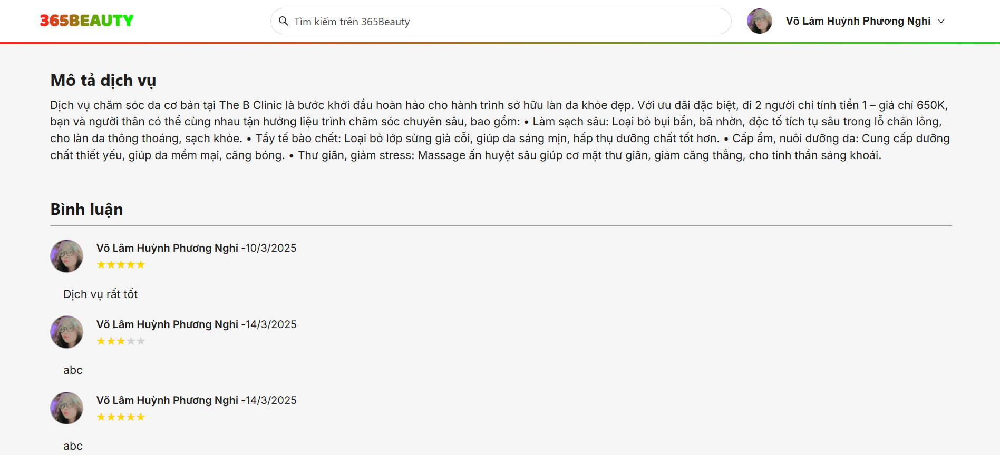 365BEAUTY
Tìm kiếm trên 365Beauty
Võ Lâm Huỳnh Phương Nghi
Mô tả dịch vụ
Dịch vụ chăm sóc da cơ bản tại The B Clinic là bước khởi đầu hoàn hảo cho hành trình sở hữu làn da khỏe đẹp. Với ưu đãi đặc biệt, đi 2 người chỉ tính tiền 1 – giá chỉ 650K,
bạn và người thân có thể cùng nhau tận hưởng liệu trình chăm sóc chuyên sâu, bao gồm: • Làm sạch sâu: Loại bỏ bụi bẩn, bã nhờn, độc tố tích tụ sâu trong lỗ chân lông,
cho làn da thông thoáng, sạch khỏe. • Tẩy tế bào chết: Loại bỏ lớp sừng già cỗi, giúp da sáng mịn, hấp thụ dưỡng chất tốt hơn. • Cấp ẩm, nuôi dưỡng da: Cung cấp dưỡng
chất thiết yếu, giúp da mềm mại, căng bóng. • Thư giãn, giảm stress: Massage ấn huyệt sâu giúp cơ mặt thư giãn, giảm căng thẳng, cho tinh thần sảng khoái.
Bình luận
Võ Lâm Huỳnh Phương Nghi -10/3/2025
Dịch vụ rất tốt
Võ Lâm Huỳnh Phương Nghi -14/3/2025
abc
Võ Lâm Huỳnh Phương Nghi -14/3/2025
abc